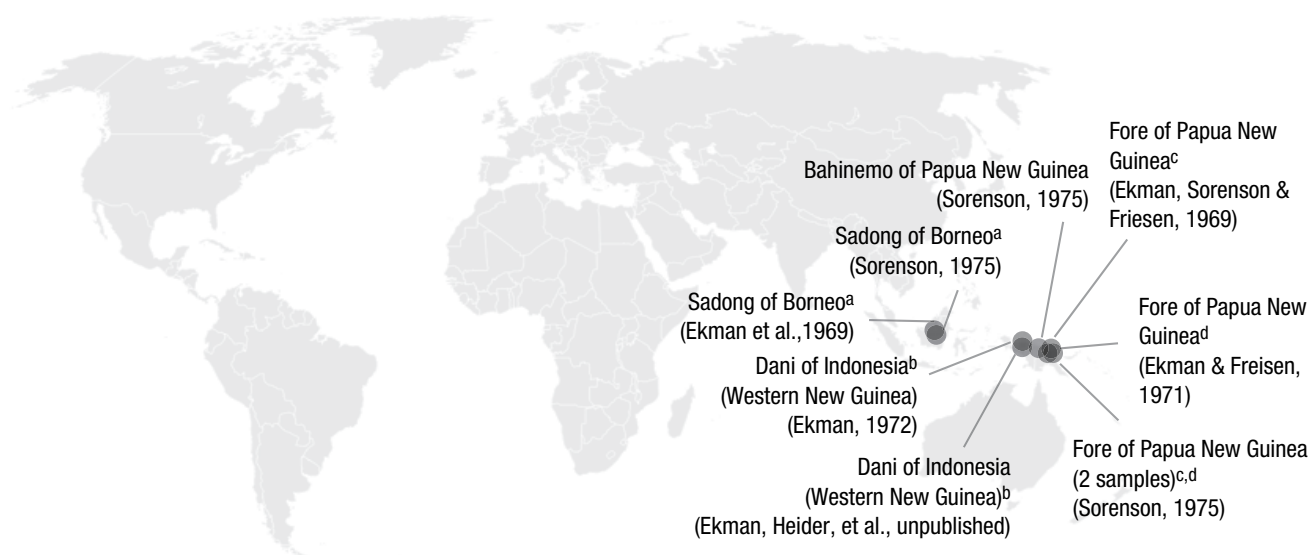 Fore of Papua New
Guineaᶜ
(Ekman, Sorenson &
Friesen, 1969)
Bahinemo of Papua New Guinea
(Sorenson, 1975)
Sadong of Borneoᵃ
(Sorenson, 1975)
Sadong of Borneoᵃ
(Ekman et al.,1969)
Fore of Papua New
Guineaᵈ
(Ekman & Freisen,
1971)
Dani of Indonesiaᵇ
(Western New Guinea)
(Ekman, 1972)
Fore of Papua New Guinea
(2 samples)ᶜ,ᵈ
(Sorenson, 1975)
Dani of Indonesia
(Western New Guinea)ᵇ
(Ekman, Heider, et al., unpublished)